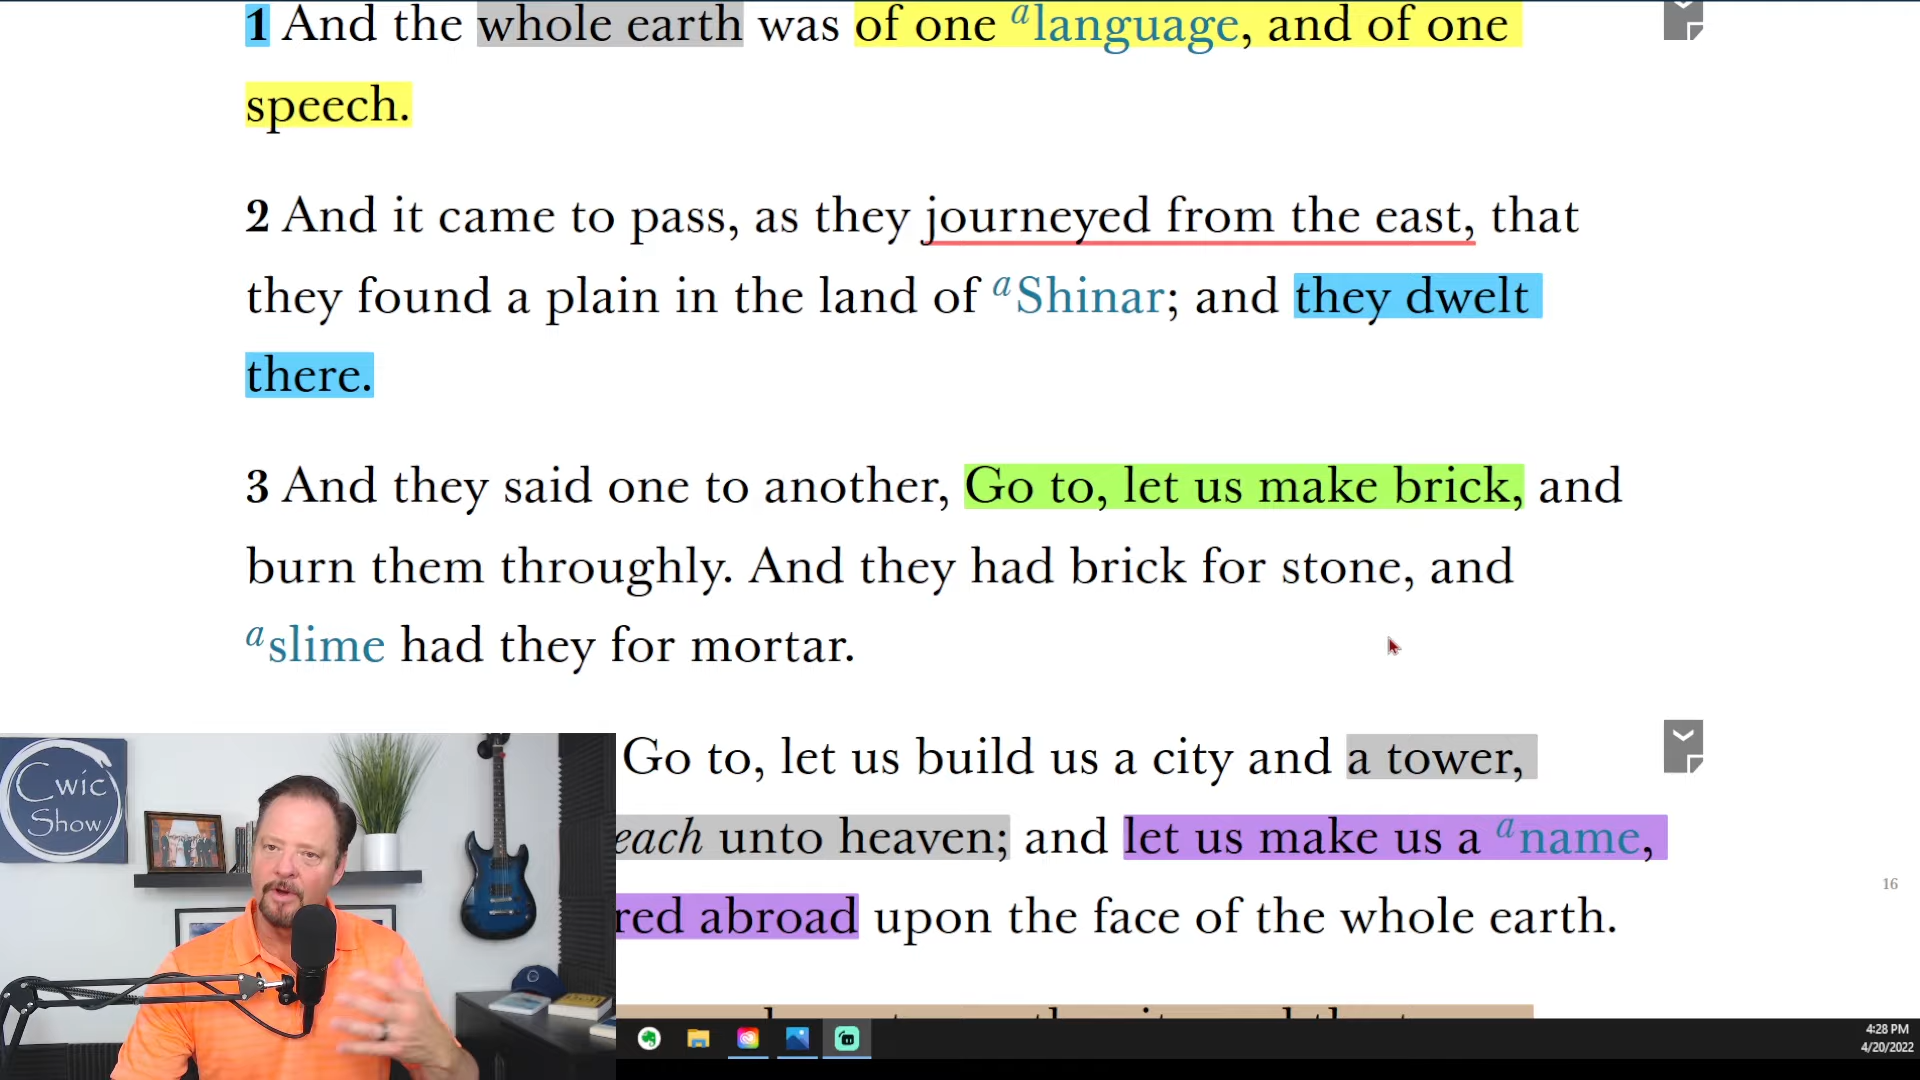 1 And the whole earth was of one ᵃlanguage, and of one
speech.
2 And it came to pass, as they journeyed from the east, that
they found a plain in the land of ᵃShinar; and they dwelt
there.
3 And they said one to another, Go to, let us make brick, and
burn them throughly. And they had brick for stone, and
ᵃslime had they for mortar.
Go to, let us build us a city and a tower,
each unto heaven; and let us make us a ᵃname,
red abroad upon the face of the whole earth.
16
Cwic
Show
4:28 PM
4/20/2022